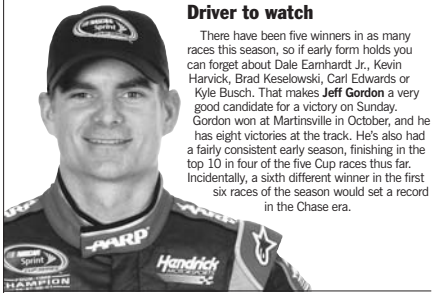 Driver to watch
There have been five winners in as many
races this season, so if early form holds you
can forget about Dale Earnhardt Jr., Kevin
Harvick, Brad Keselowski, Carl Edwards or
Kyle Busch. That makes Jeff Gordon a very
good candidate for a victory on Sunday.
Gordon won at Martinsville in October, and he
has eight victories at the track. He's also had
a fairly consistent early season, finishing in the
top 10 in four of the five Cup races thus far.
Incidentally, a sixth different winner in the first
six races of the season would set a record
in the Chase era.
NASCAR
Sprint
AARP
NASCAR
Sprint
Hendrick
MOTORSPORTS
HAMPION